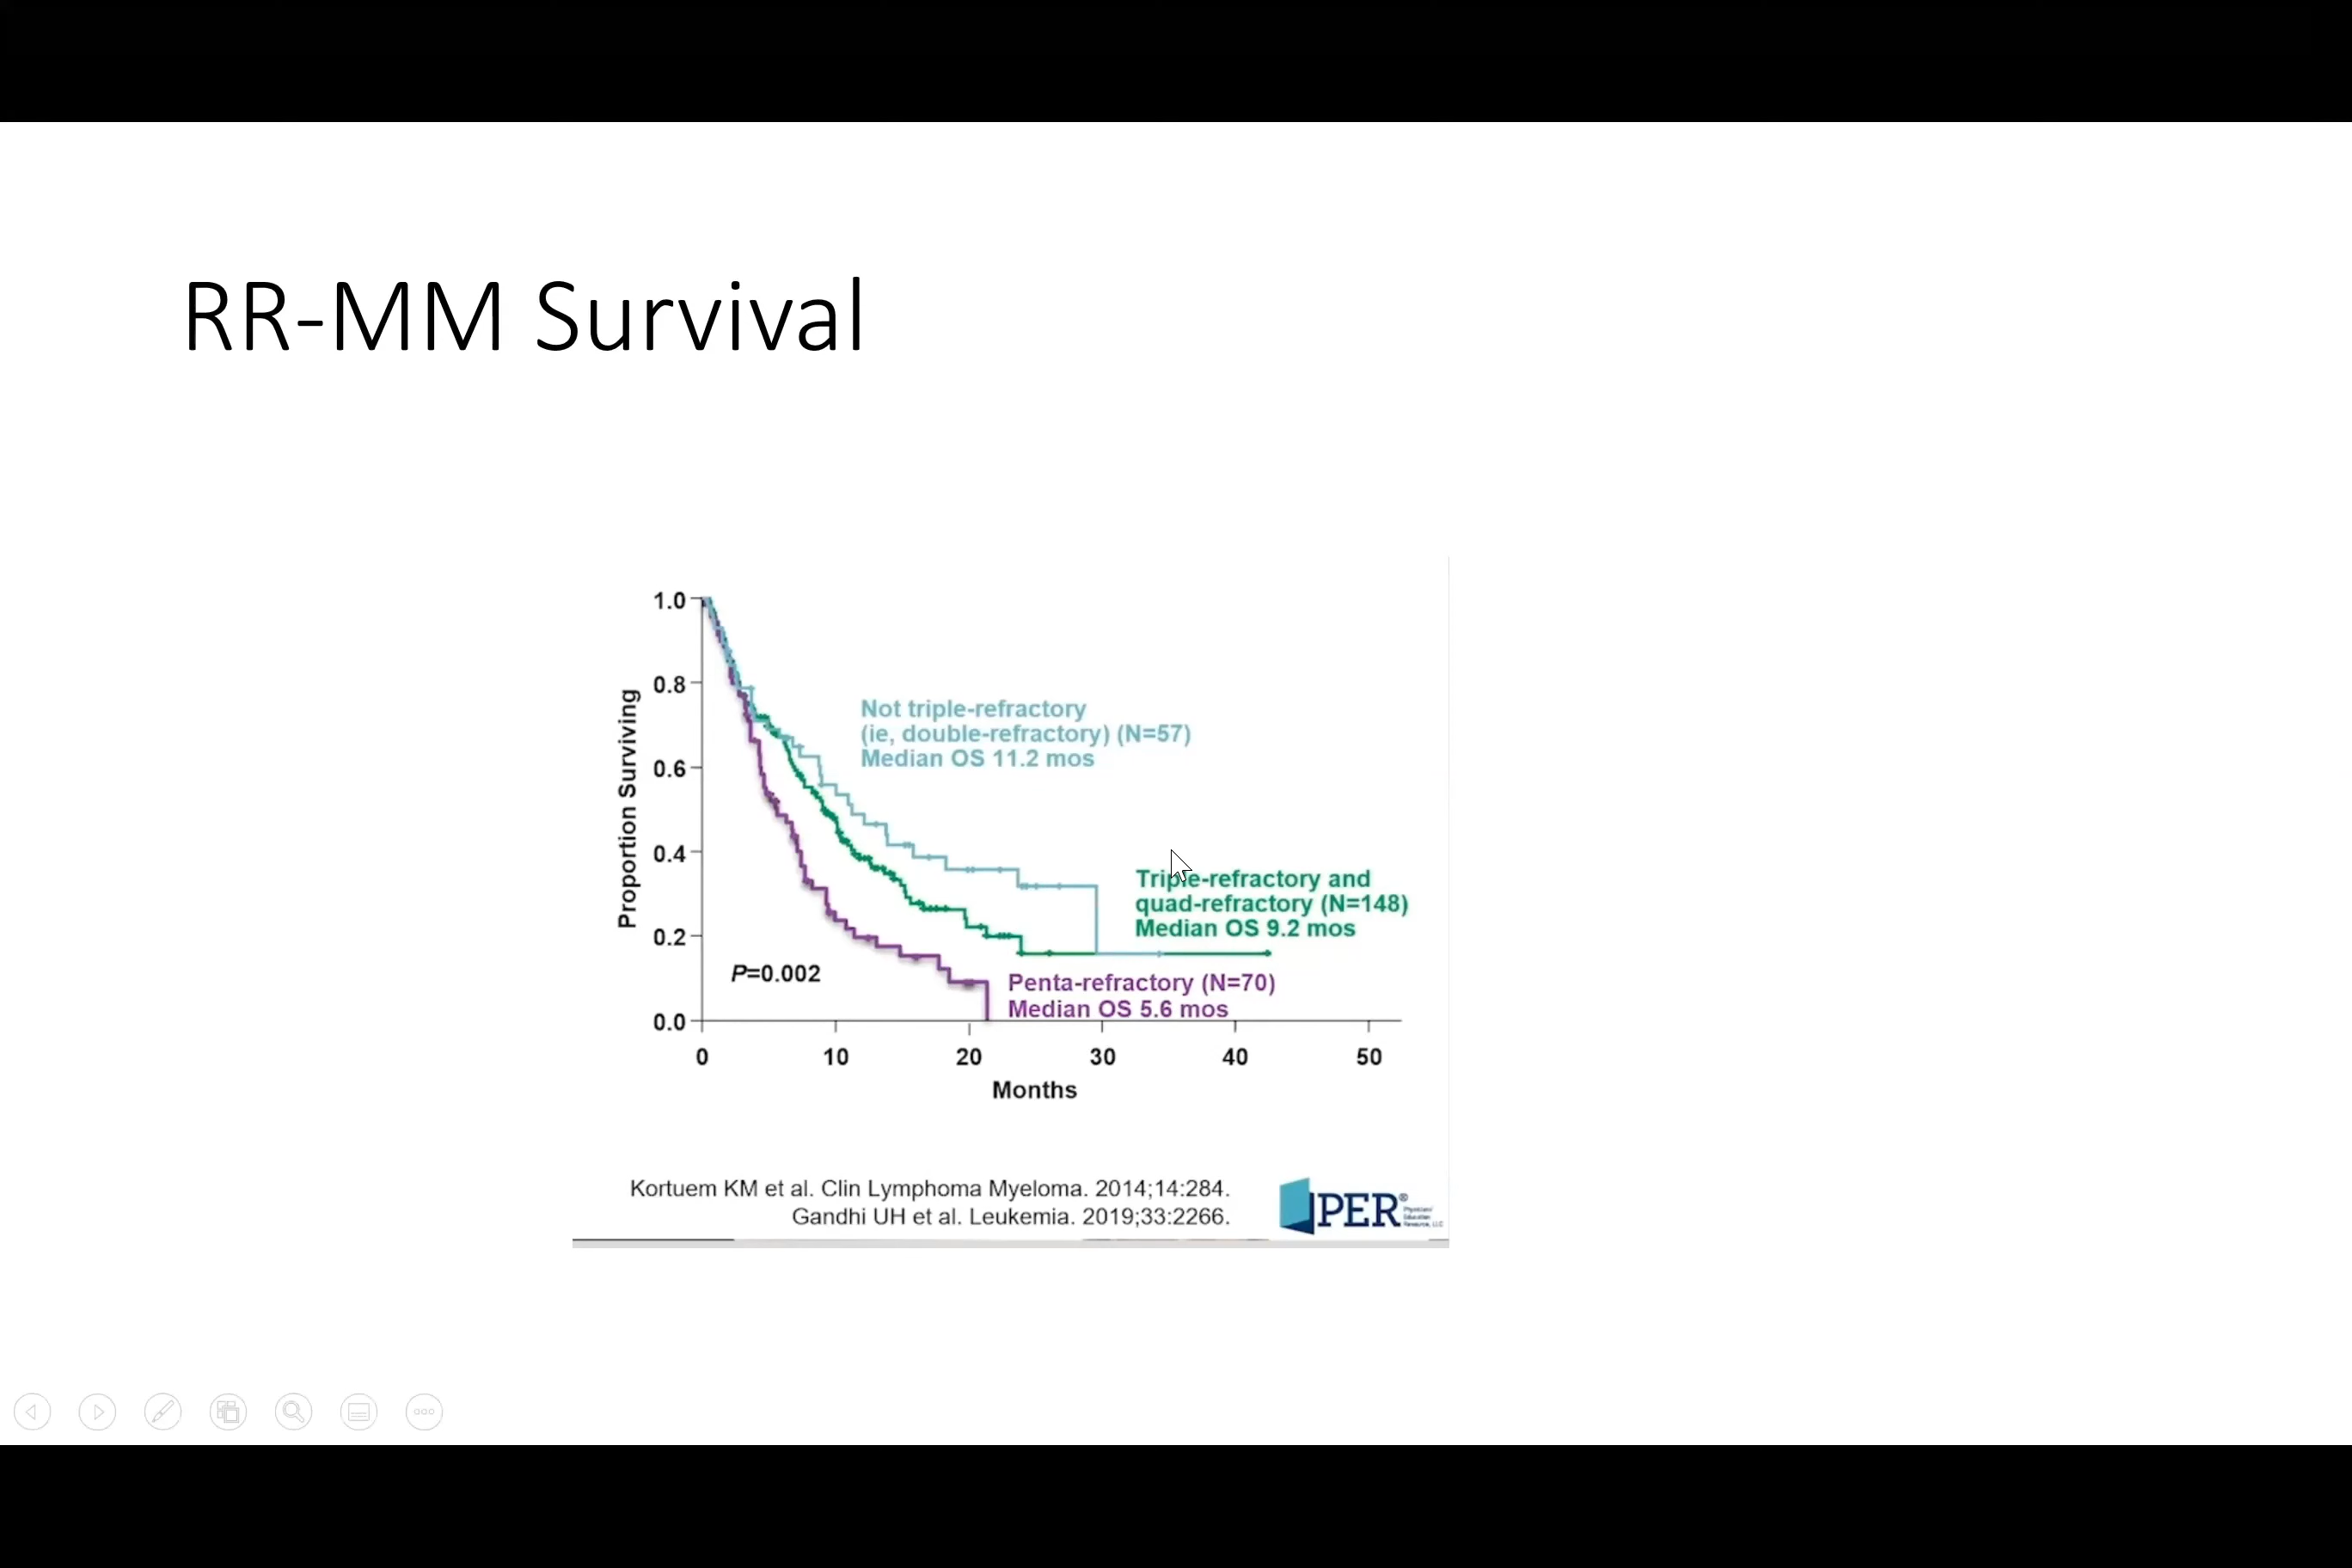 RR-MM Survival
1.0
0.8
0.6
0.4
0.2
0.0
Proportion Surviving
Not triple-refractory
(ie, double-refractory) (N=57)
Median OS 11.2 mos
Triple-refractory and
quad-refractory (N=148)
Median OS 9.2 mos
P=0.002
Penta-refractory (N=70)
Median OS 5.6 mos
0 10 20 30 40 50
Months
Kortuem KM et al. Clin Lymphoma Myeloma. 2014;14:284.
Gandhi UH et al. Leukemia. 2019;33:2266.
PER®
Physicians'
Education
Resource, LLC